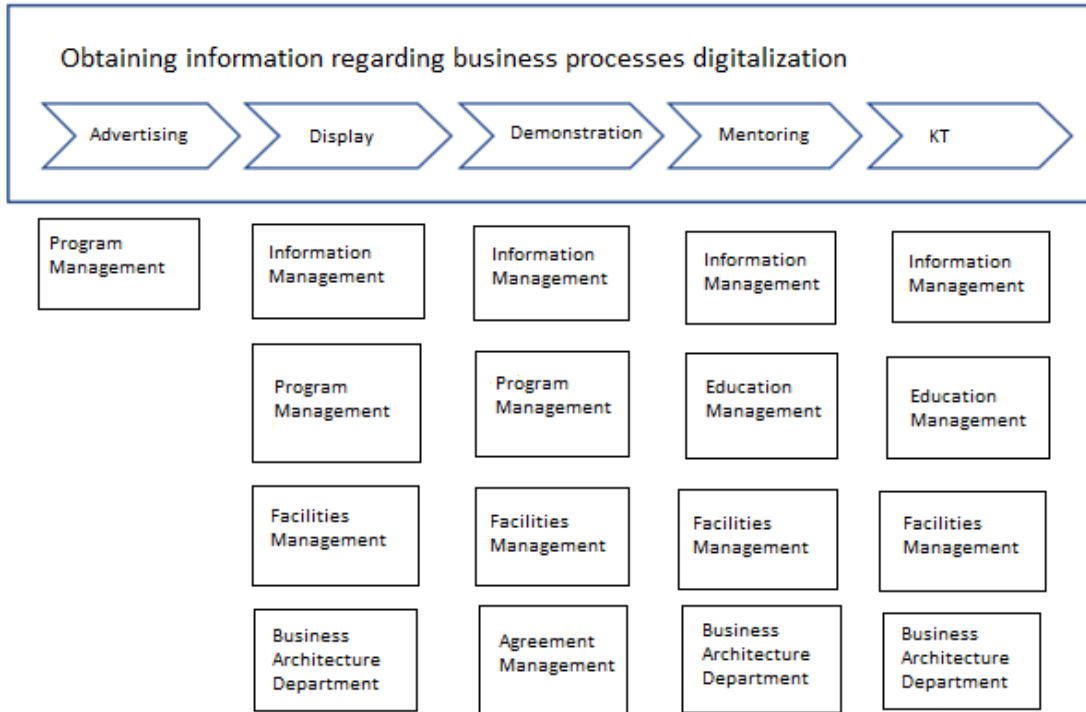 Obtaining information regarding business processes digitalization
Advertising
Display
Demonstration
Mentoring
KT
Program
Management
Information
Management
Information
Management
Information
Management
Information
Management
Program
Management
Program
Management
Education
Management
Education
Management
Facilities
Management
Facilities
Management
Facilities
Management
Facilities
Management
Business
Architecture
Department
Agreement
Management
Business
Architecture
Department
Business
Architecture
Department